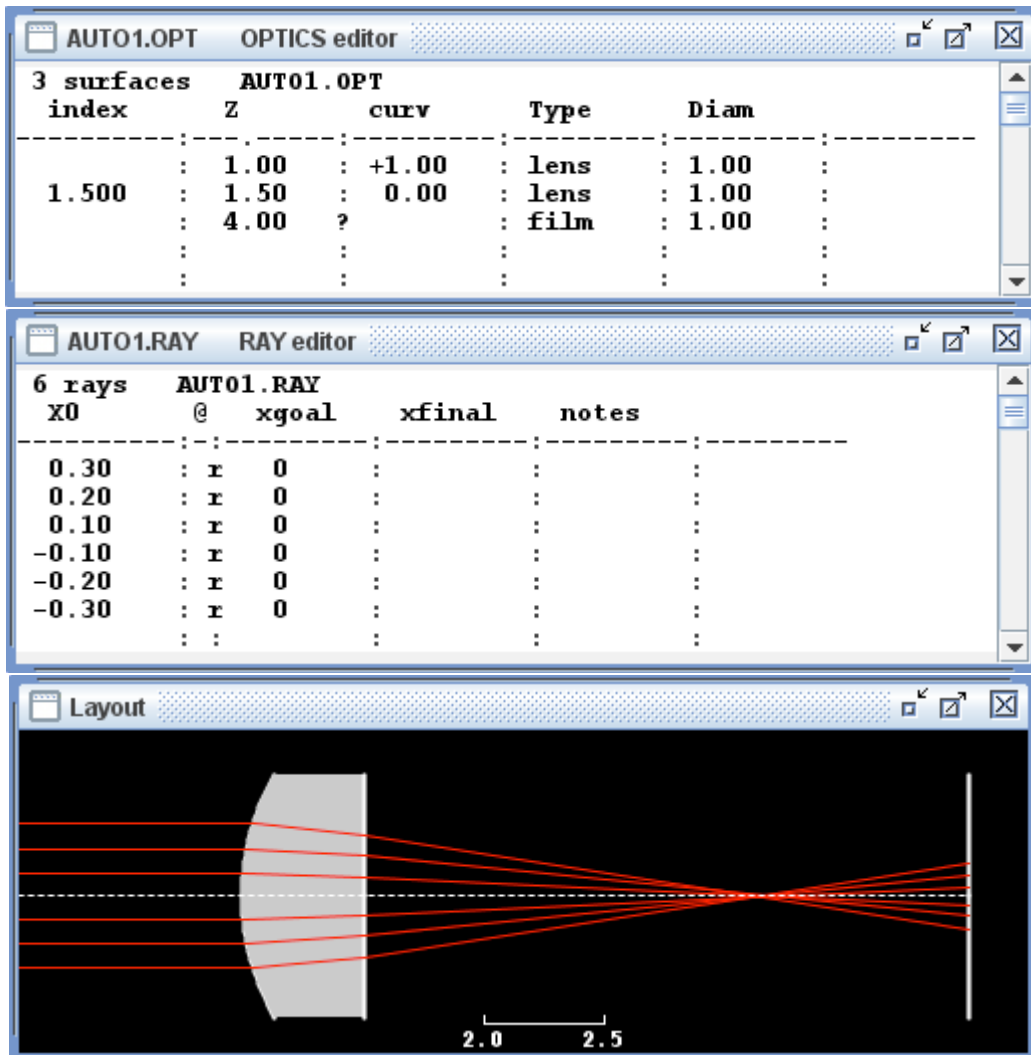 AUTO1.OPT OPTICS editor
3 surfaces AUTO1.OPT
index Z curv Type Diam
----------:---.-----:---------:---------:---------:---------
: 1.00 : +1.00 : lens : 1.00 :
1.500 : 1.50 : 0.00 : lens : 1.00 :
: 4.00 ? : film : 1.00 :
: : : : :
: : : : :
AUTO1.RAY RAY editor
6 rays AUTO1.RAY
X0 @ xgoal xfinal notes
----------:-:---------:---------:---------:---------
0.30 : r 0 : : :
0.20 : r 0 : : :
0.10 : r 0 : : :
-0.10 : r 0 : : :
-0.20 : r 0 : : :
-0.30 : r 0 : : :
: : : : :
Layout
2.0 2.5